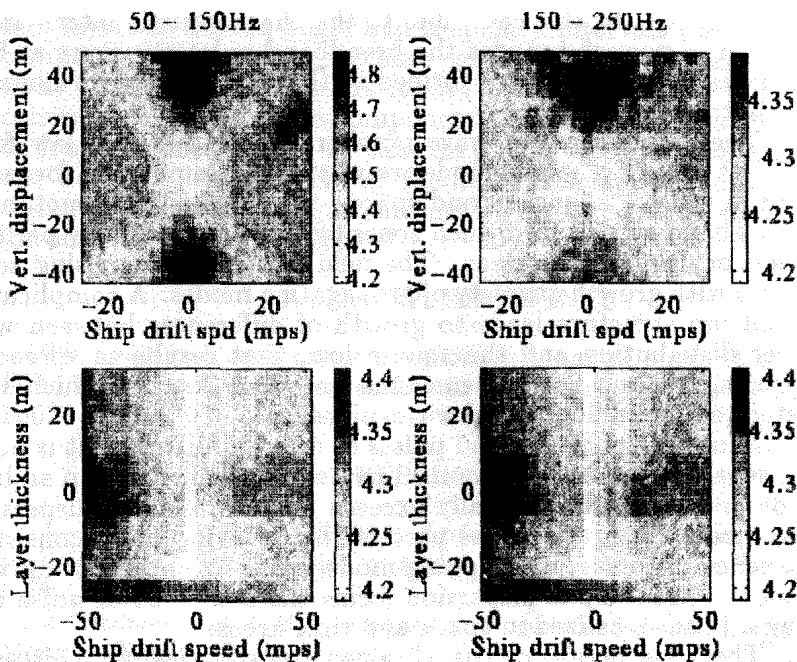 50 – 150Hz
150 – 250Hz
Vert. displacement (m)
40
20
0
−20
−40
−20 0 20
Ship drift spd (mps)
4.8
4.7
4.6
4.5
4.4
4.3
4.2
40
20
0
−20
−40
−20 0 20
Ship drift spd (mps)
4.35
4.3
4.25
4.2
Layer thickness (m)
20
0
−20
−50 0 50
Ship drift speed (mps)
4.4
4.35
4.3
4.25
4.2
Layer thickness (m)
20
0
−20
−50 0 50
Ship drift speed (mps)
4.4
4.35
4.3
4.25
4.2